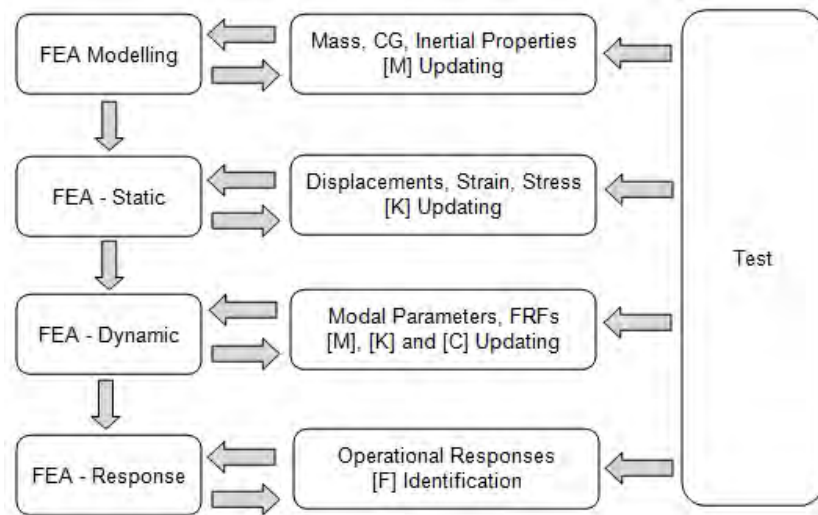 FEA Modelling
Mass, CG, Inertial Properties
[M] Updating
FEA - Static
Displacements, Strain, Stress
[K] Updating
Test
FEA - Dynamic
Modal Parameters, FRFs
[M], [K] and [C] Updating
FEA - Response
Operational Responses
[F] Identification